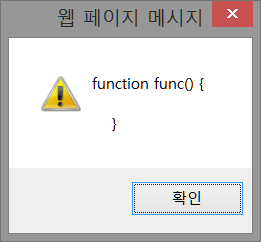 웹 페이지 메시지
function func() {
}
확인